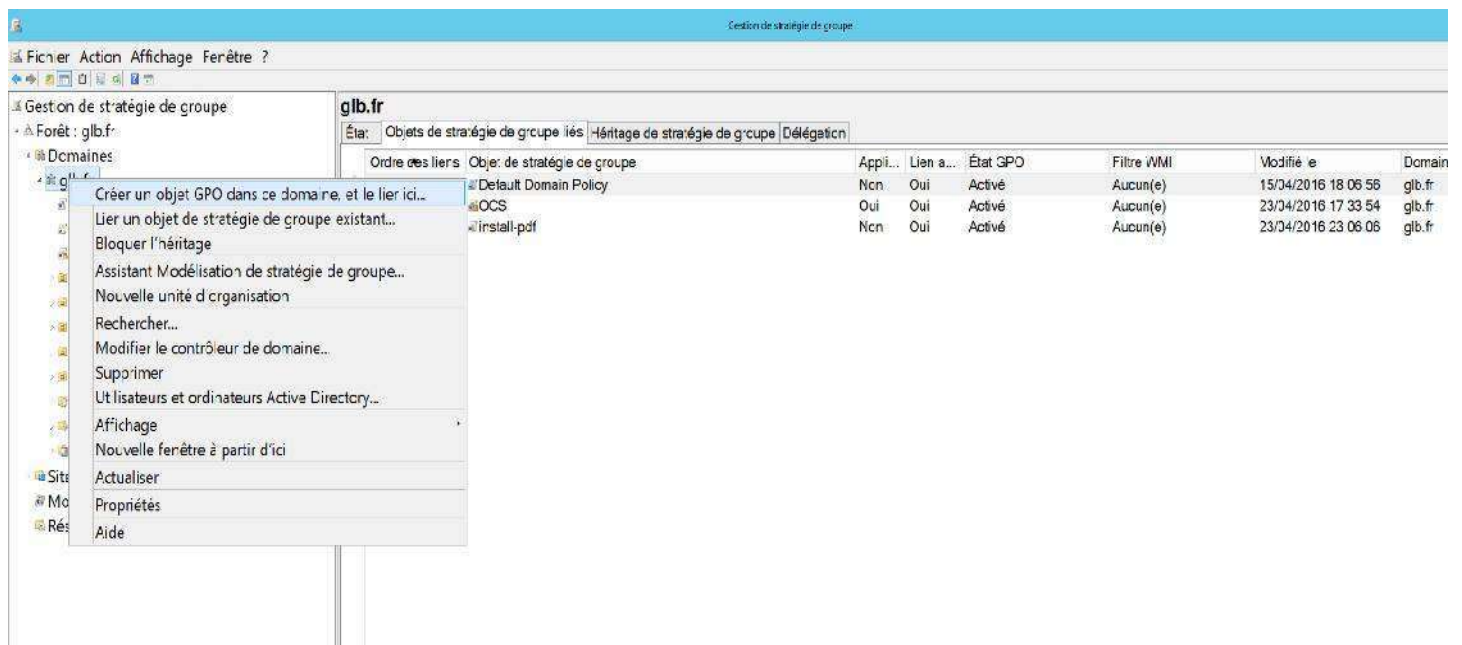 Gestion de stratégie de groupe
Fichier Action Affichage Fenêtre ?
Gestion de stratégie de groupe
Forêt : glb.fr
Domaines
Créer un objet GPO dans ce domaine, et le lier ici...
Lier un objet de stratégie de groupe existant...
Bloquer l'héritage
Assistant Modélisation de stratégie de groupe...
Nouvelle unité d'organisation
Rechercher...
Modifier le contrôleur de domaine...
Supprimer
Utilisateurs et ordinateurs Active Directory...
Affichage
Nouvelle fenêtre à partir d'ici
Actualiser
Propriétés
Aide
Site
Mo
Rés
glb.fr
État Objets de stratégie de groupe liés Héritage de stratégie de groupe Délégation
Ordre des liens Objet de stratégie de groupe Appli... Lien a... État GPO Filtre WMI Modifié le Domain
Default Domain Policy Non Oui Activé Aucun(e) 15/04/2016 18:06:56 glb.fr
OCS Oui Oui Activé Aucun(e) 23/04/2016 17:33:54 glb.fr
install-pdf Non Oui Activé Aucun(e) 23/04/2016 23:06:06 glb.fr